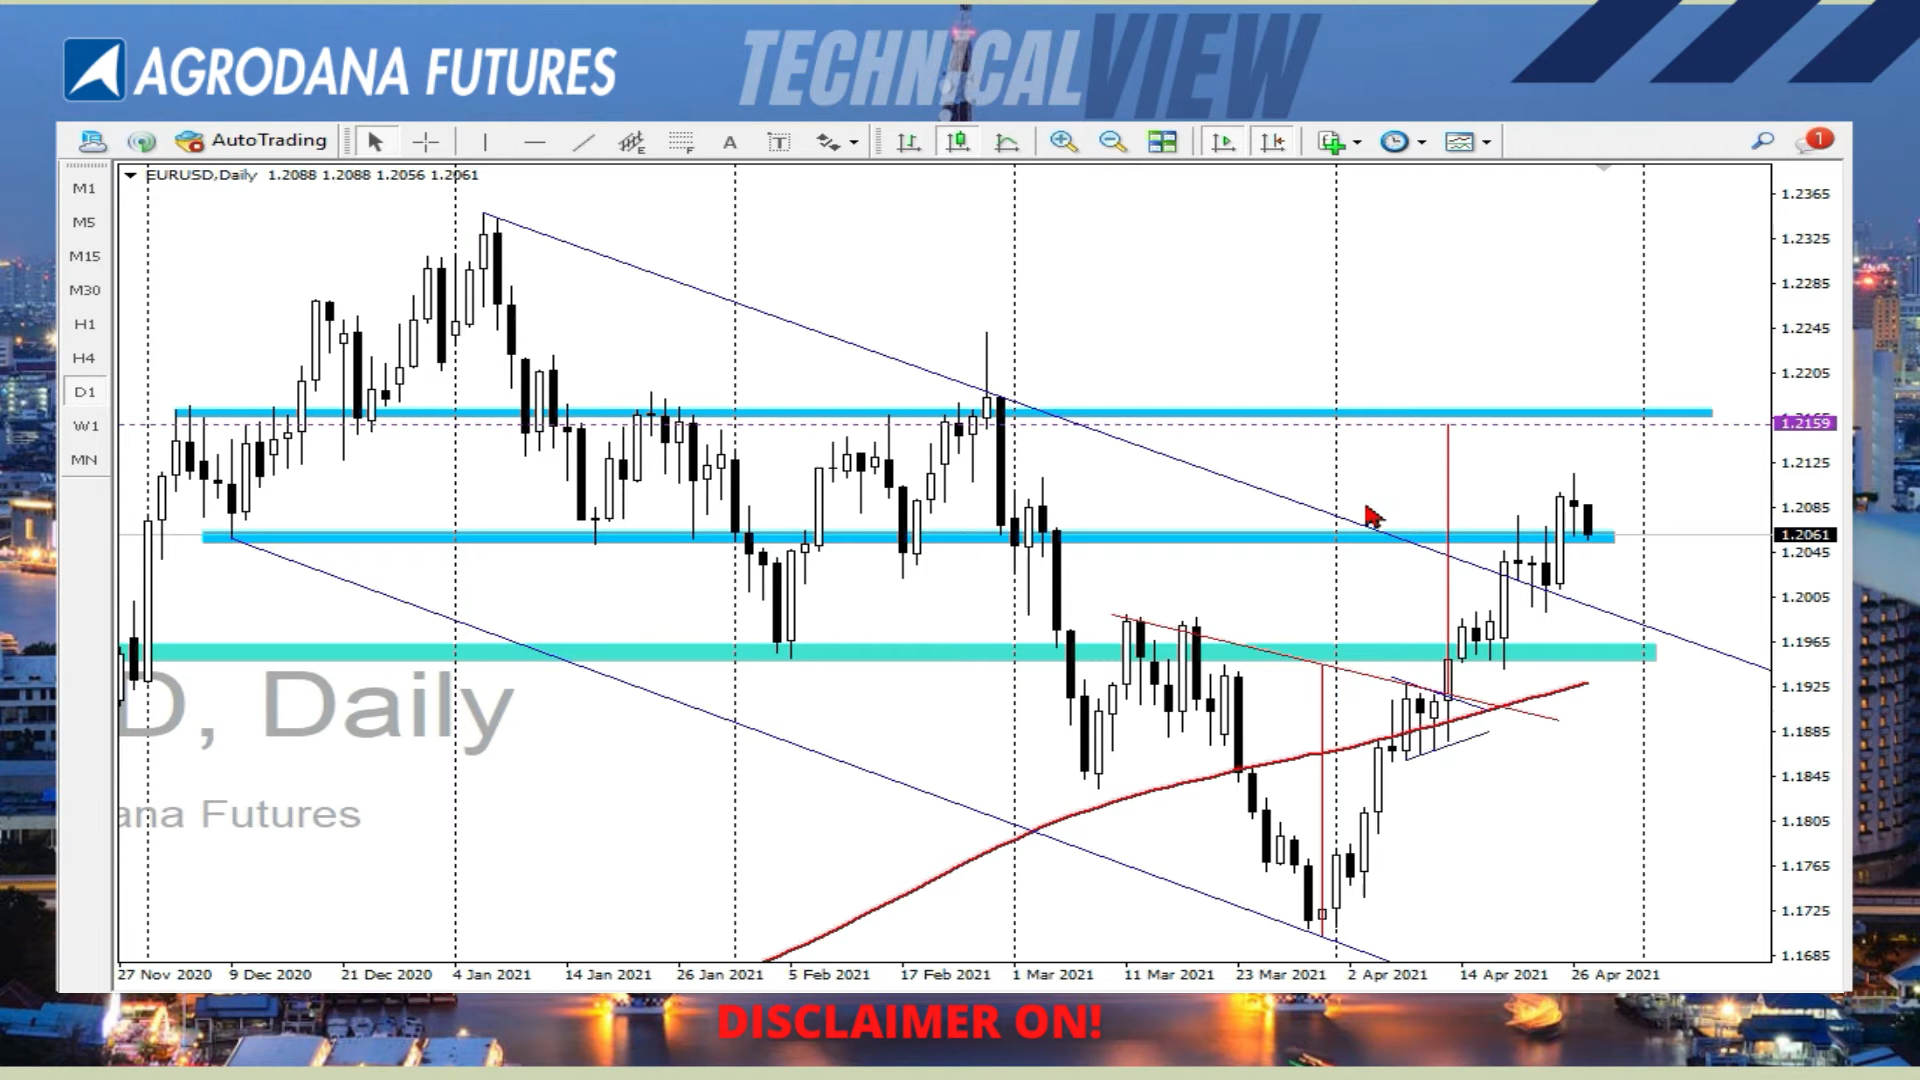 AGRODANA FUTURES
TECHNICAL VIEW
AutoTrading
E
F
A
T
1
M1
M5
M15
M30
H1
H4
D1
W1
MN
EURUSD,Daily 1.2088 1.2088 1.2056 1.2061
1.2365
1.2325
1.2285
1.2245
1.2205
1.2159
1.2125
1.2085
1.2061
1.2045
1.2005
1.1965
1.1925
1.1885
1.1845
1.1805
1.1765
1.1725
1.1685
D, Daily
ana Futures
27 Nov 2020 9 Dec 2020 21 Dec 2020 4 Jan 2021 14 Jan 2021 26 Jan 2021 5 Feb 2021 17 Feb 2021 1 Mar 2021 11 Mar 2021 23 Mar 2021 2 Apr 2021 14 Apr 2021 26 Apr 2021
DISCLAIMER ON!